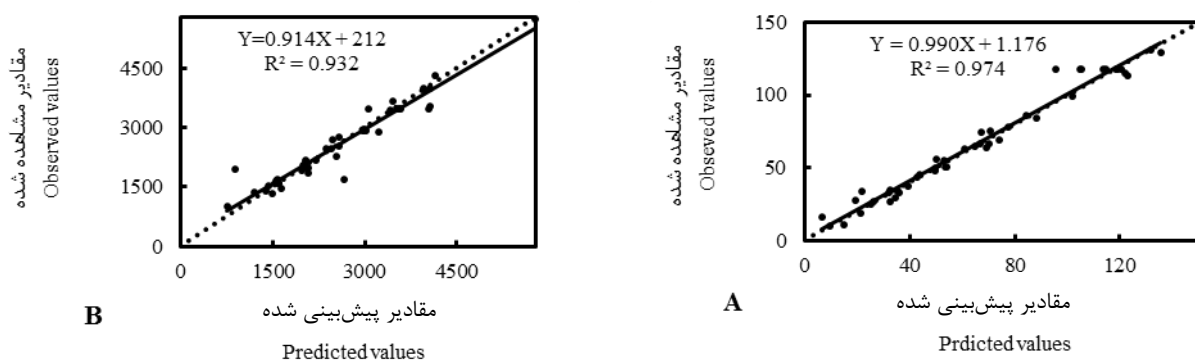 Y=0.914X + 212
R² = 0.932
4500
3000
1500
0
0
1500
3000
4500
مقادیر مشاهده شده
Observed values
مقادیر پیش‌بینی شده
Predicted values
B
Y = 0.990X + 1.176
R² = 0.974
150
100
50
0
0
40
80
120
مقادیر مشاهده شده
Obseved values
مقادیر پیش‌بینی شده
Prdicted values
A